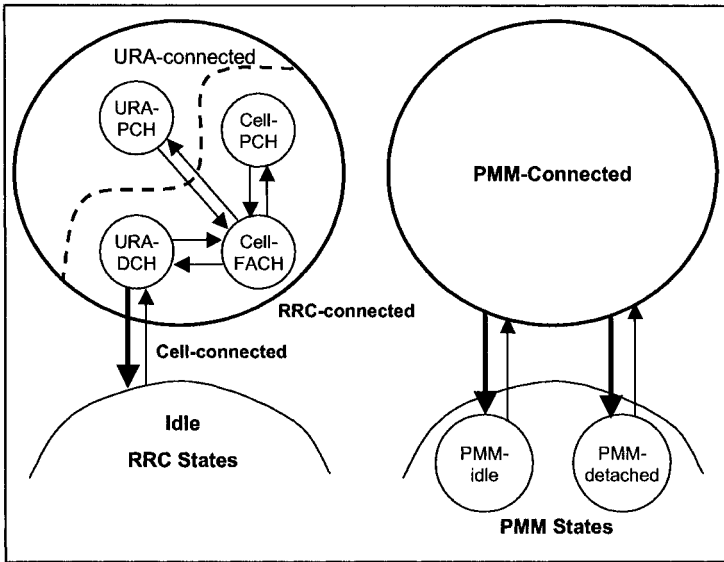 URA-connected
URA-
PCH
Cell-
PCH
URA-
DCH
Cell-
FACH
RRC-connected
Cell-connected
Idle
RRC States
PMM-Connected
PMM-
idle
PMM-
detached
PMM States